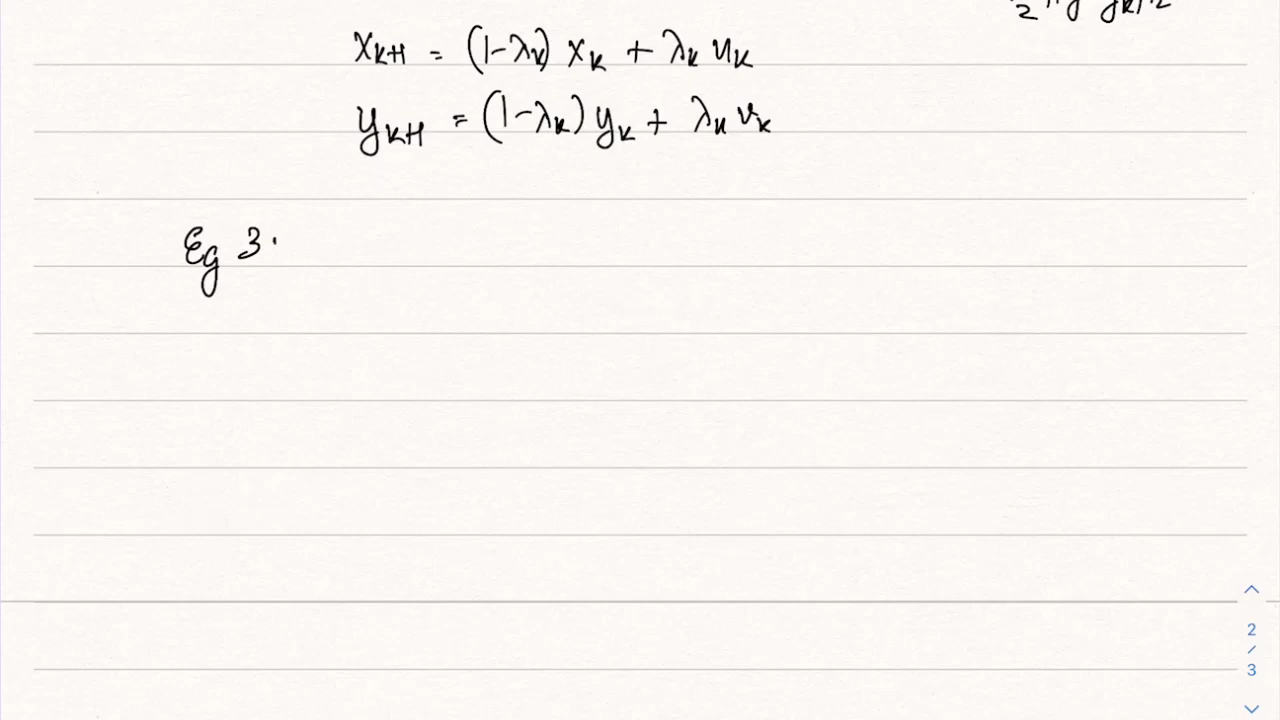 x_{k+1} = (1-λ_k) x_k + λ_k u_k
y_{k+1} = (1-λ_k) y_k + λ_k v_k
Eg 3.
2
/
3